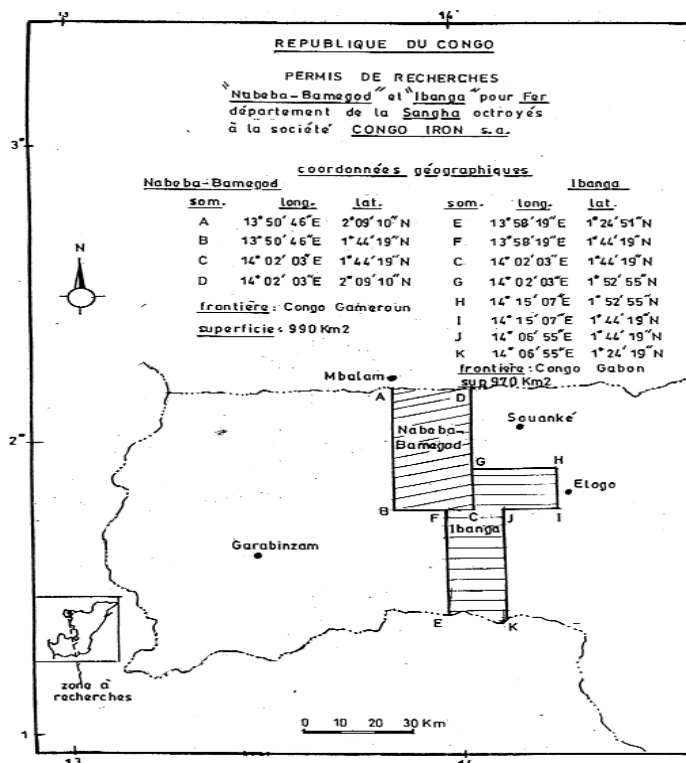 13 14°
REPUBLIQUE DU CONGO
PERMIS DE RECHERCHES
"Nabeba-Bamegod" et "Ibanga" pour Fer
département de la Sangha octroyés
à la société CONGO IRON s.a.
3°
coordonnées géographiques
Nabeba-Bamegod
som. long. lat.
A 13°50'46"E 2°09'10"N
B 13°50'46"E 1°44'19"N
C 14°02'03"E 1°44'19"N
D 14°02'03"E 2°09'10"N
frontière: Congo Gameroun
superficie: 990 Km2
Ibanga
som. long. lat.
E 13°58'19"E 1°24'51"N
F 13°58'19"E 1°44'19"N
C 14°02'03"E 1°44'19"N
G 14°02'03"E 1°52'55"N
H 14°15'07"E 1°52'55"N
I 14°15'07"E 1°44'19"N
J 14°06'55"E 1°44'19"N
K 14°06'55"E 1°24'19"N
frontière: Congo Gabon
sup 970 Km2
N
Mbalam
A D
Souanké
Nabeba-
Bamegod
2°
G H
Etogo
B F C J I
Ibanga
Garabinzam
E K
zone à
recherches
0 10 20 30 Km
1
13